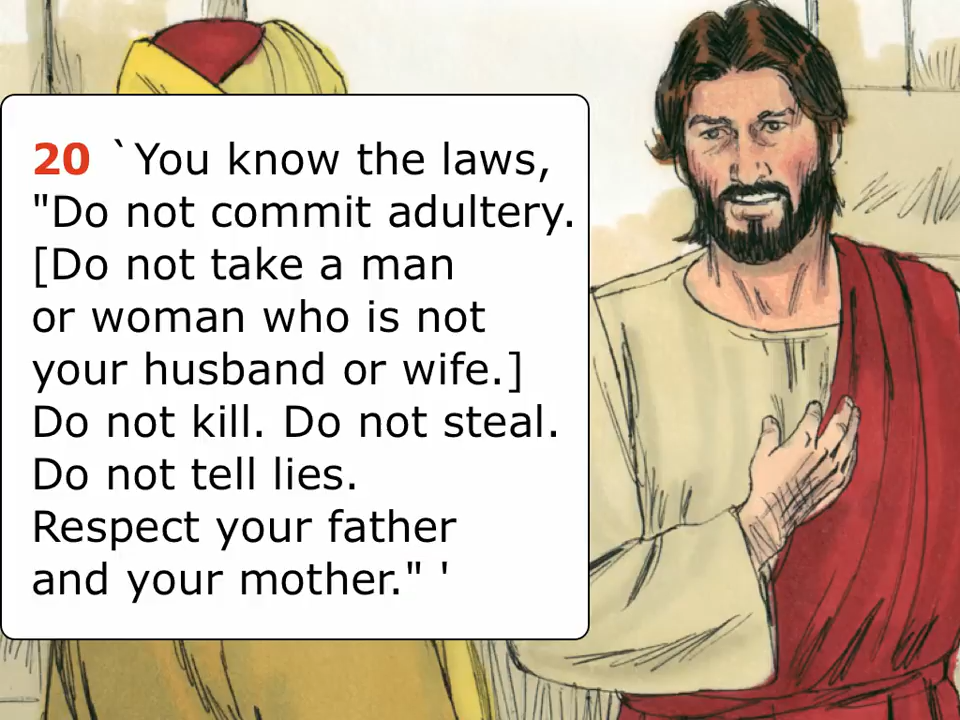 20 `You know the laws,
"Do not commit adultery.
[Do not take a man
or woman who is not
your husband or wife.]
Do not kill. Do not steal.
Do not tell lies.
Respect your father
and your mother." '